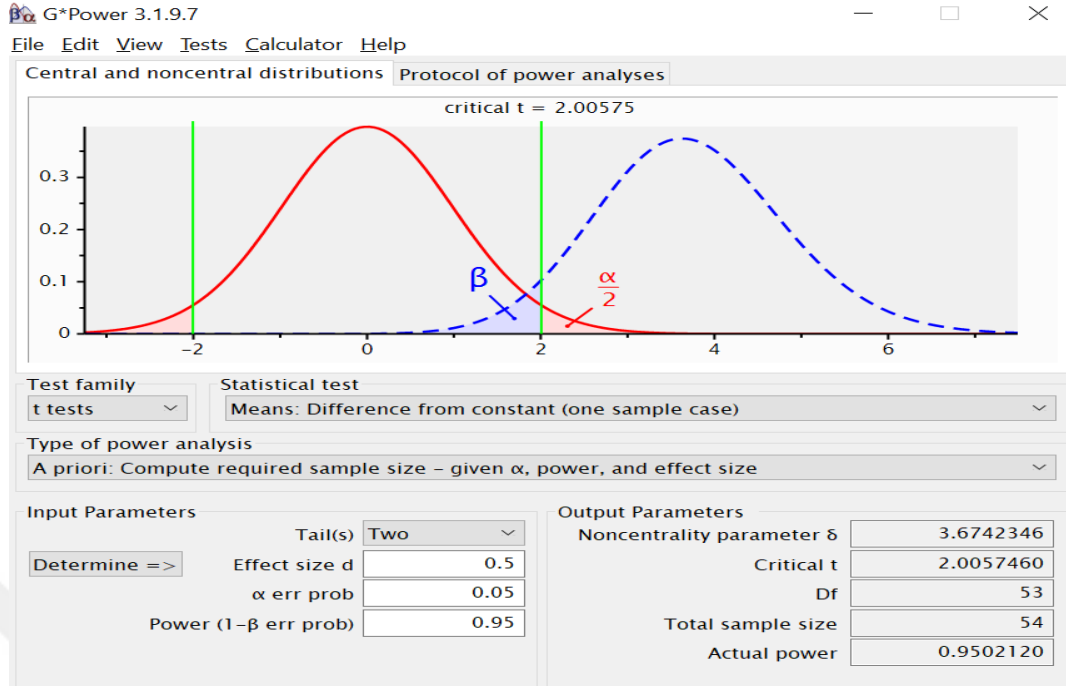 G*Power 3.1.9.7
File Edit View Tests Calculator Help
Central and noncentral distributions Protocol of power analyses
critical t = 2.00575
0.3
0.2
0.1
0
β
α
2
−2 0 2 4 6
Test family Statistical test
t tests Means: Difference from constant (one sample case)
Type of power analysis
A priori: Compute required sample size – given α, power, and effect size
Input Parameters Output Parameters
Tail(s) Two Noncentrality parameter δ 3.6742346
Determine => Effect size d 0.5 Critical t 2.0057460
α err prob 0.05 Df 53
Power (1−β err prob) 0.95 Total sample size 54
Actual power 0.9502120